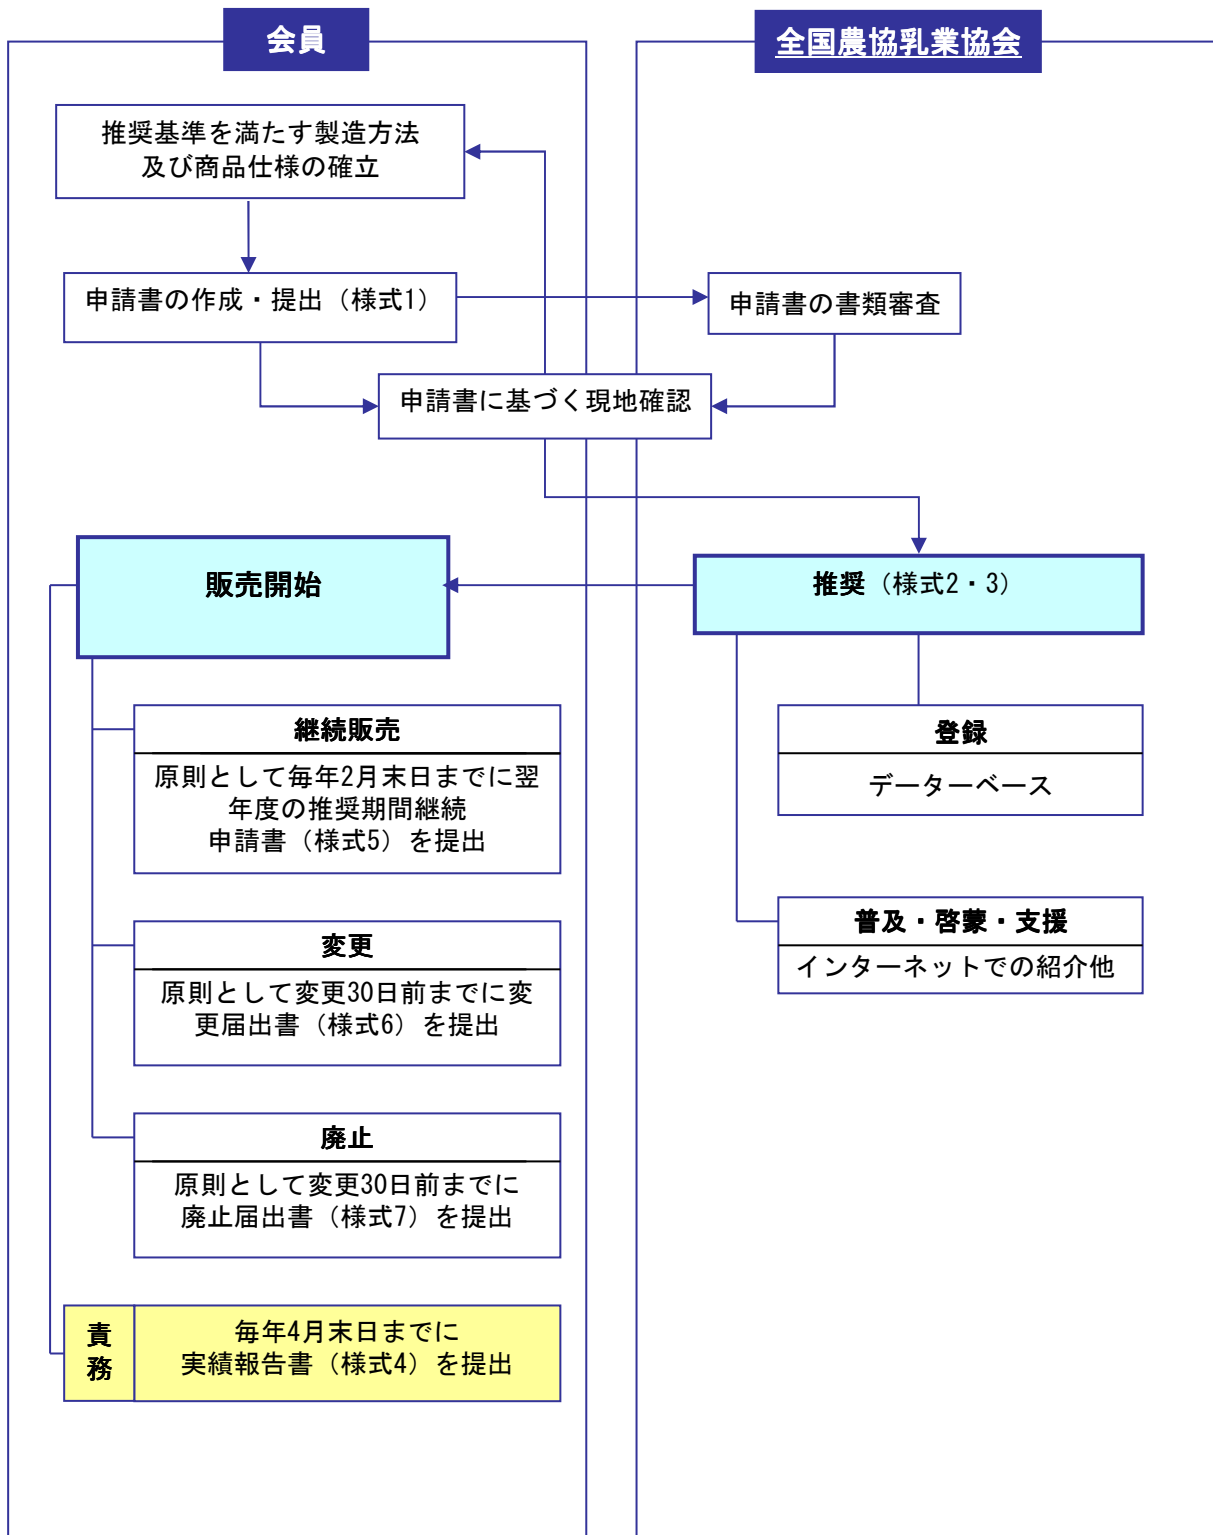 会員
全国農協乳業協会
推奨基準を満たす製造方法
及び商品仕様の確立
申請書の作成・提出（様式1）
申請書の書類審査
申請書に基づく現地確認
販売開始
推奨（様式2・3）
継続販売
原則として毎年2月末日までに翌
年度の推奨期間継続
申請書（様式5）を提出
登録
データーベース
普及・啓蒙・支援
インターネットでの紹介他
変更
原則として変更30日前までに変
更届出書（様式6）を提出
廃止
原則として変更30日前までに
廃止届出書（様式7）を提出
責
務
毎年4月末日までに
実績報告書（様式4）を提出